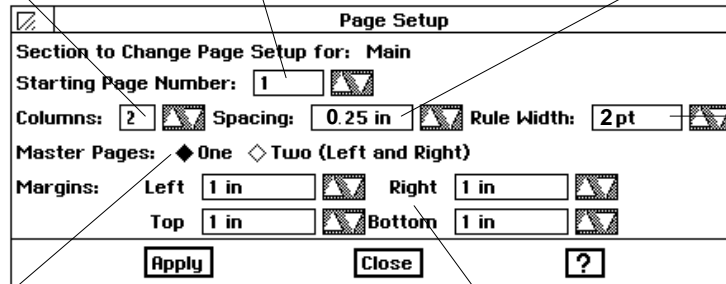 Page Setup
Section to Change Page Setup for: Main
Starting Page Number: 1
Columns: 2 Spacing: 0.25 in Rule Width: 2pt
Master Pages: One Two (Left and Right)
Margins: Left 1 in Right 1 in
Top 1 in Bottom 1 in
Apply Close ?